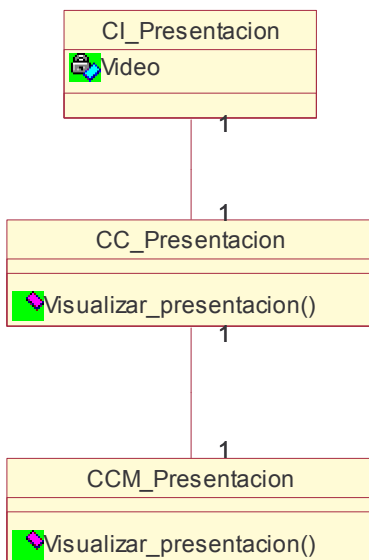 CI_Presentacion
Video
1
1
CC_Presentacion
Visualizar_presentacion()
1
1
CCM_Presentacion
Visualizar_presentacion()